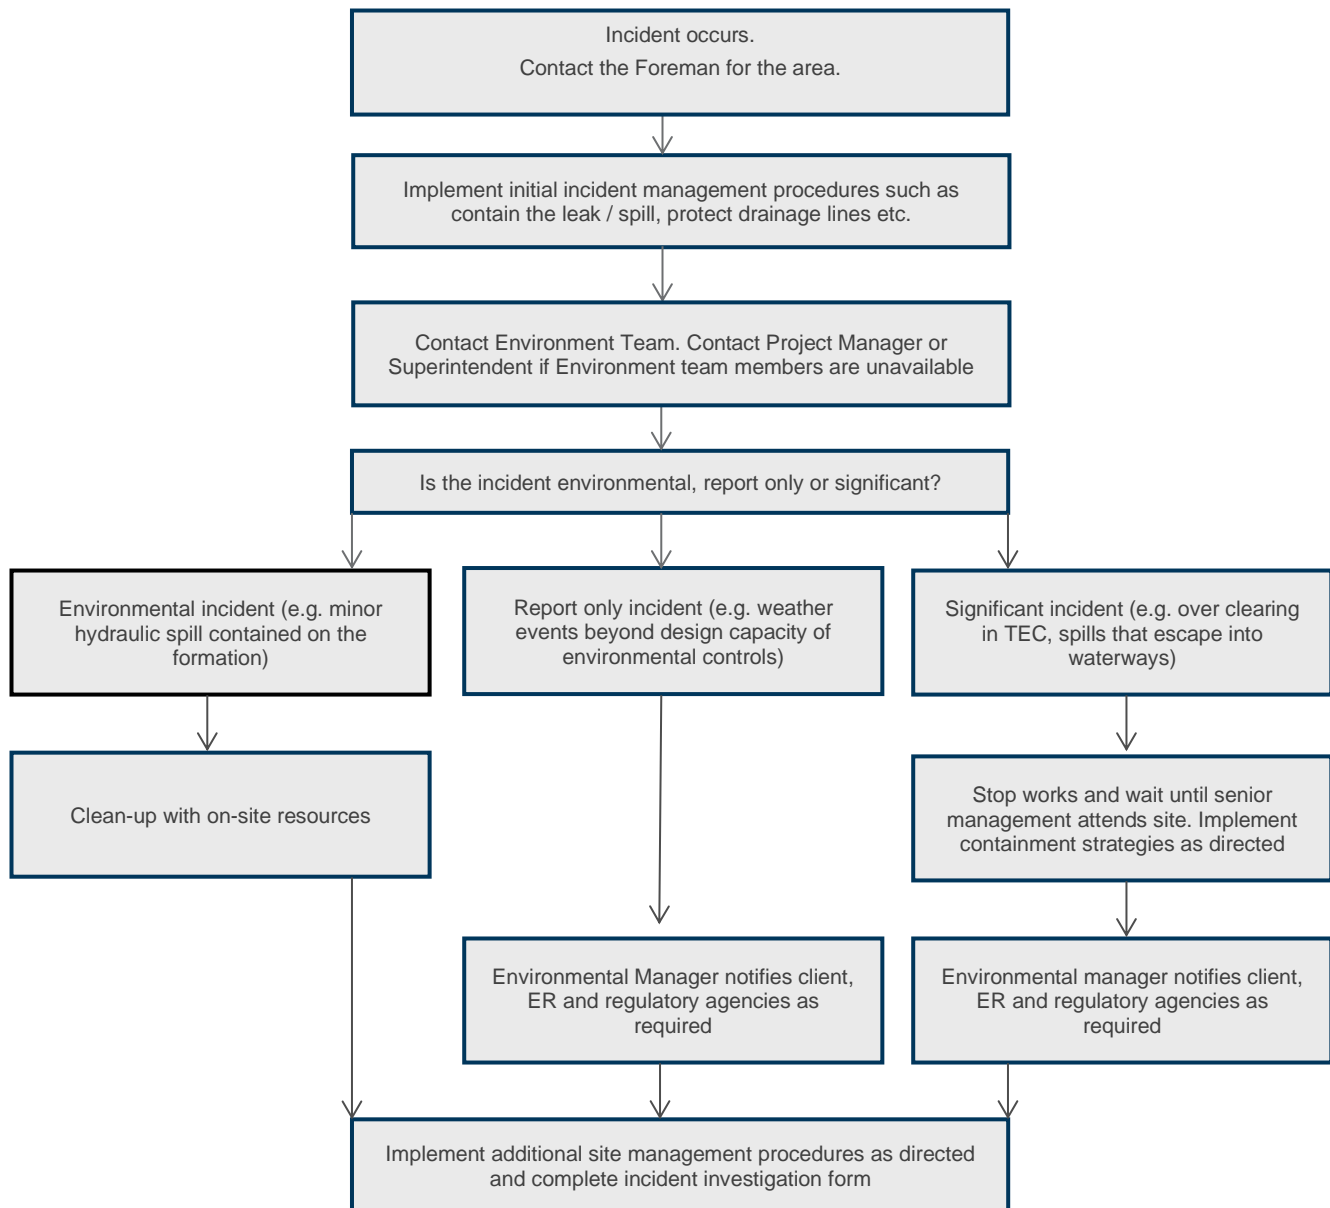 Incident occurs.
Contact the Foreman for the area.
Implement initial incident management procedures such as
contain the leak / spill, protect drainage lines etc.
Contact Environment Team. Contact Project Manager or
Superintendent if Environment team members are unavailable
Is the incident environmental, report only or significant?
Environmental incident (e.g. minor
hydraulic spill contained on the
formation)
Report only incident (e.g. weather
events beyond design capacity of
environmental controls)
Significant incident (e.g. over clearing
in TEC, spills that escape into
waterways)
Clean-up with on-site resources
Stop works and wait until senior
management attends site. Implement
containment strategies as directed
Environmental Manager notifies client,
ER and regulatory agencies as
required
Environmental manager notifies client,
ER and regulatory agencies as
required
Implement additional site management procedures as directed
and complete incident investigation form